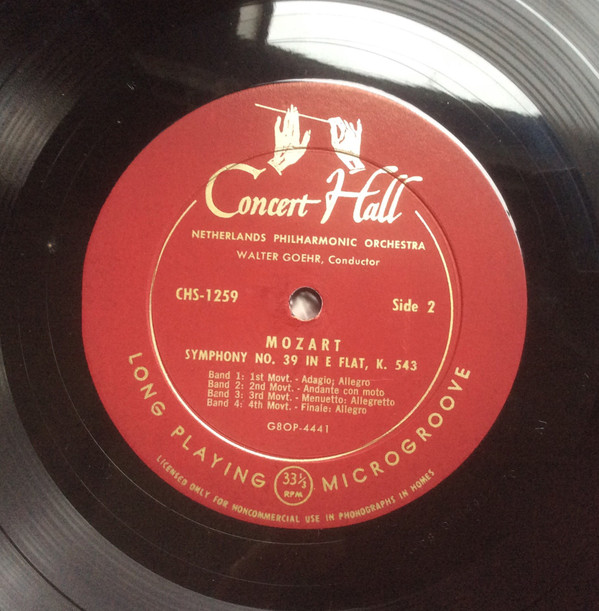 Concert Hall
NETHERLANDS PHILHARMONIC ORCHESTRA
WALTER GOEHR, Conductor
CHS-1259
Side 2
MOZART
SYMPHONY NO. 39 IN E FLAT, K. 543
Band 1: 1st Movt. - Adagio; Allegro
Band 2: 2nd Movt. - Andante con moto
Band 3: 3rd Movt. - Menuetto; Allegretto
Band 4: 4th Movt. - Finale: Allegro
G8OP-4441
LONG PLAYING 33⅓ RPM MICROGROOVE
LICENSED ONLY FOR NONCOMMERCIAL USE IN PHONOGRAPHS IN HOMES